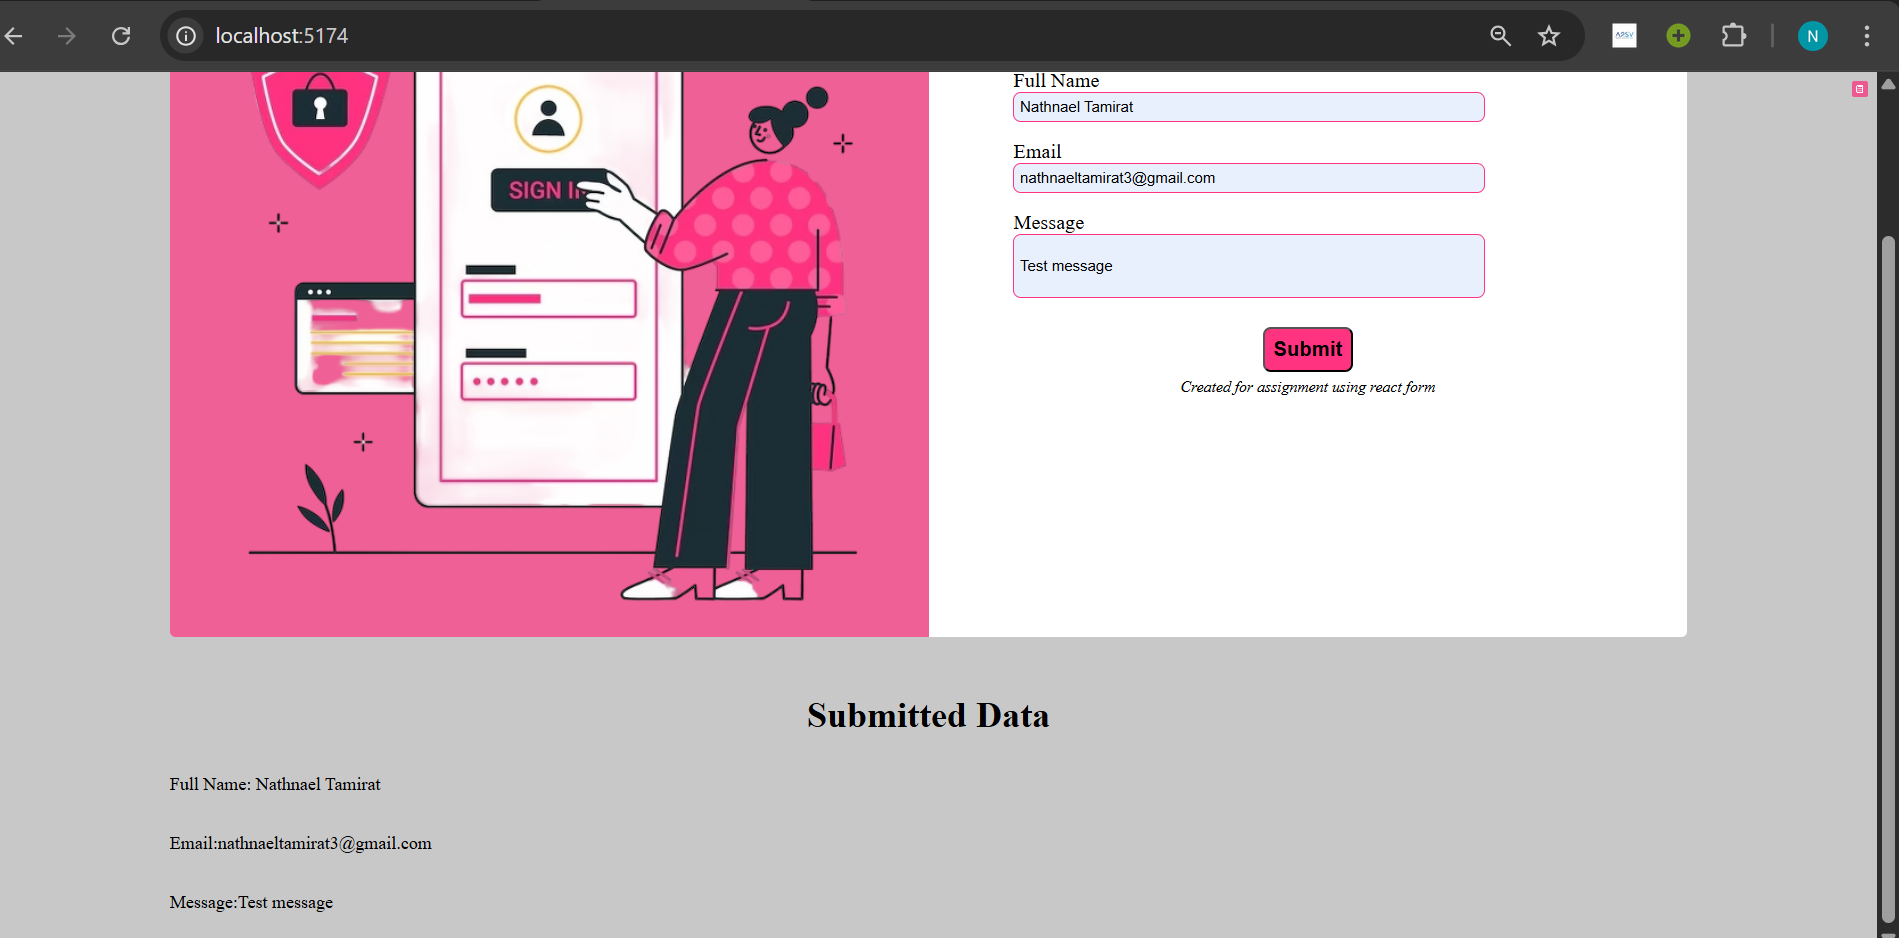 localhost:5174
N
Full Name
Nathnael Tamirat
Email
nathnaeltamirat3@gmail.com
Message
Test message
Submit
Created for assignment using react form
SIGN I
Submitted Data
Full Name: Nathnael Tamirat
Email:nathnaeltamirat3@gmail.com
Message:Test message